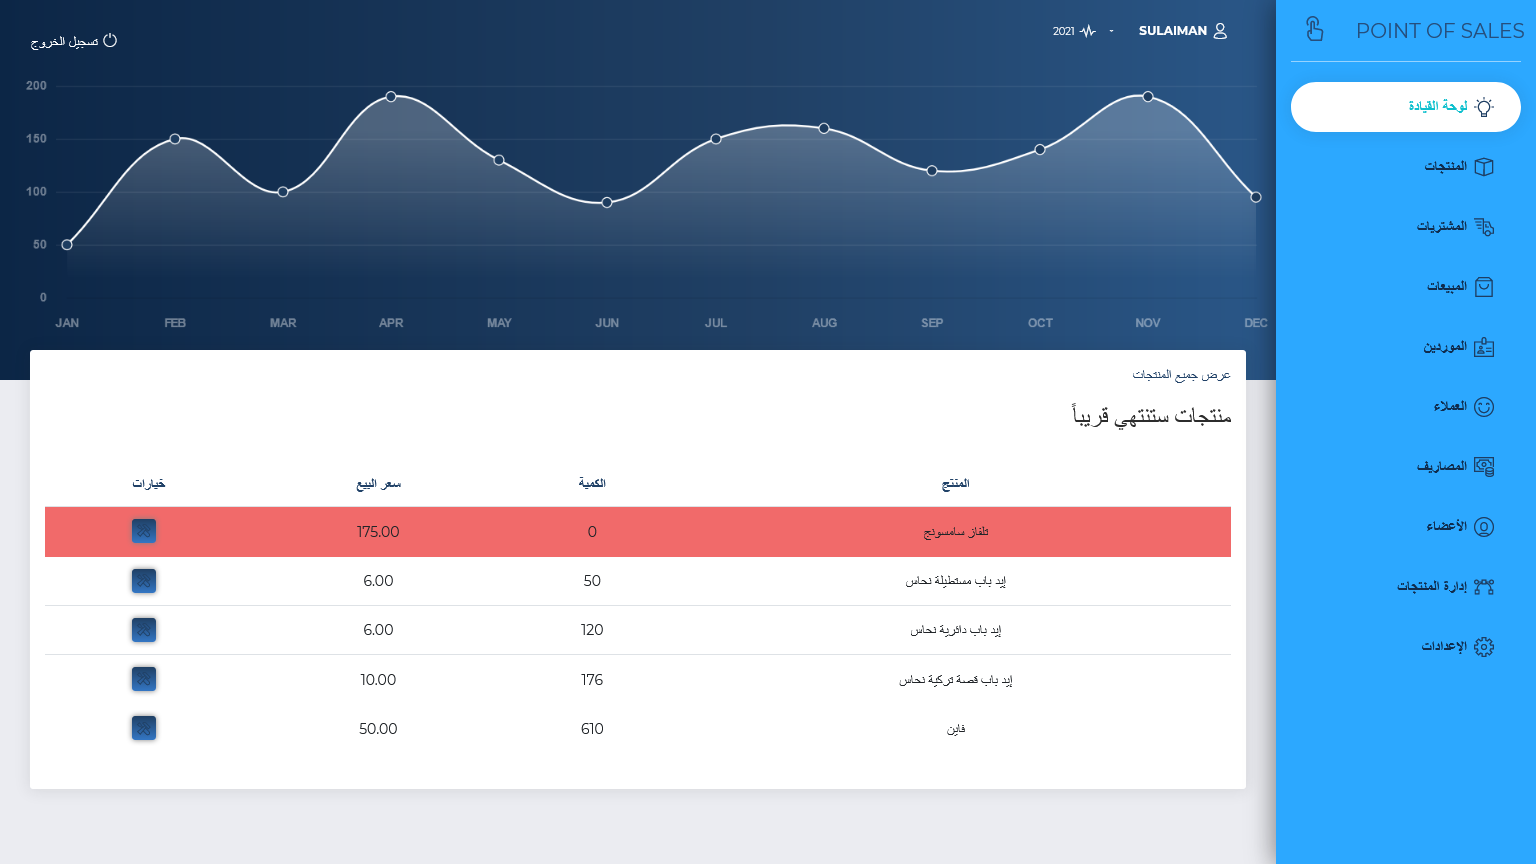 POINT OF SALES
لوحة القيادة
المنتجات
المشتريات
المبيعات
الموردين
العملاء
المصاريف
الأعضاء
إدارة المنتجات
الإعدادات
SULAIMAN
2021
تسجيل الخروج
200
150
100
50
0
JAN FEB MAR APR MAY JUN JUL AUG SEP OCT NOV DEC
عرض جميع المنتجات
منتجات ستنتهي قريباً
المنتج الكمية سعر البيع خيارات
تلفاز سامسونج 0 175.00
إيد باب مستطيلة نحاس 50 6.00
إيد باب دائرية نحاس 120 6.00
إيد باب قصة تركية نحاس 176 10.00
فاين 610 50.00